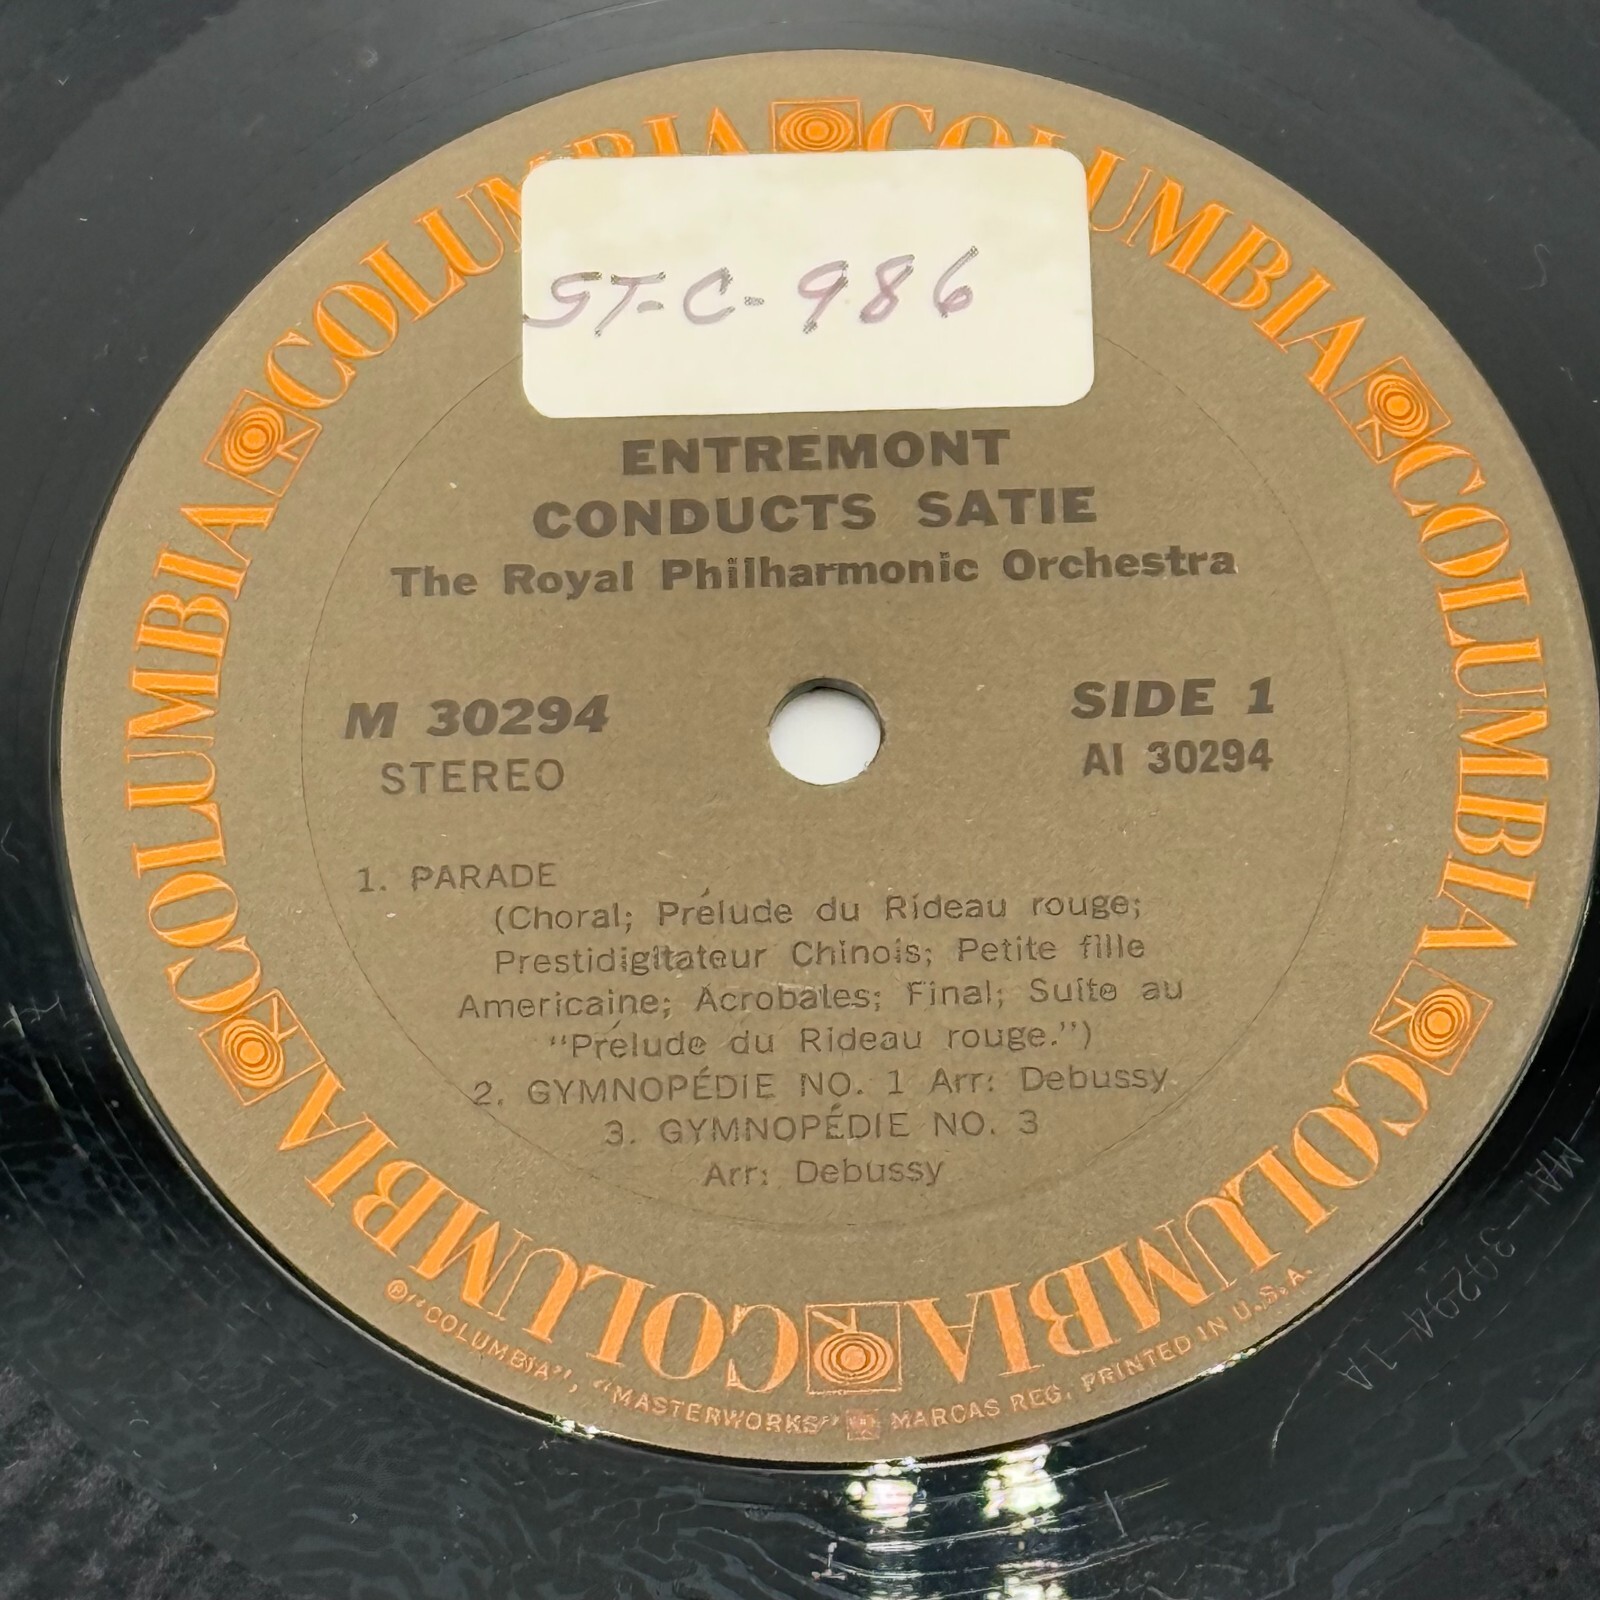 COLUMBIA COLUMBIA COLUMBIA COLUMBIA COLUMBIA COLUMBIA
ST-C-986
ENTREMONT
CONDUCTS SATIE
The Royal Philharmonic Orchestra
M 30294
STEREO
SIDE 1
AI 30294
1. PARADE
(Choral; Prélude du Rideau rouge;
Prestidigitateur Chinois; Petite fille
Americaine; Acrobates; Final; Suite au
"Prélude du Rideau rouge.")
2. GYMNOPÉDIE NO. 1 Arr: Debussy
3. GYMNOPÉDIE NO. 3
Arr: Debussy
®"COLUMBIA", "MASTERWORKS" MARCAS REG. PRINTED IN U.S.A.
MAL-30294-1A